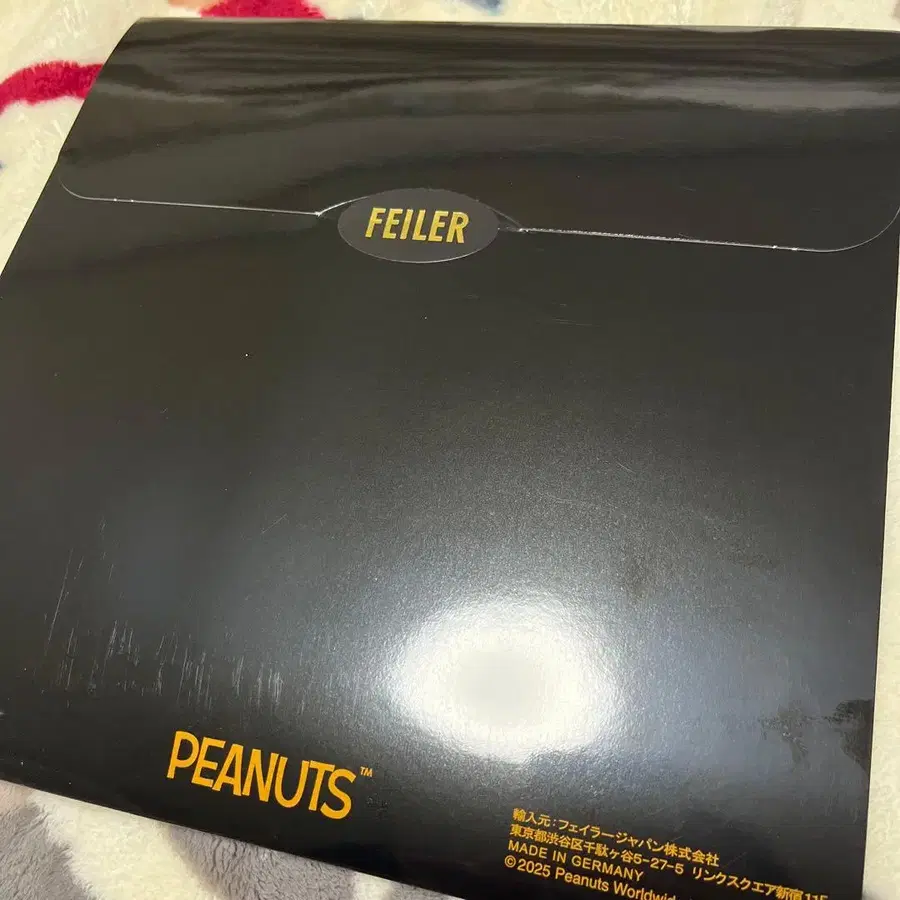 FEILER
PEANUTS™
輸入元：フェイラージャパン株式会社
東京都渋谷区千駄ヶ谷5-27-5 リンクスクエア新宿
MADE IN GERMANY
©2025 Peanuts Worldwide